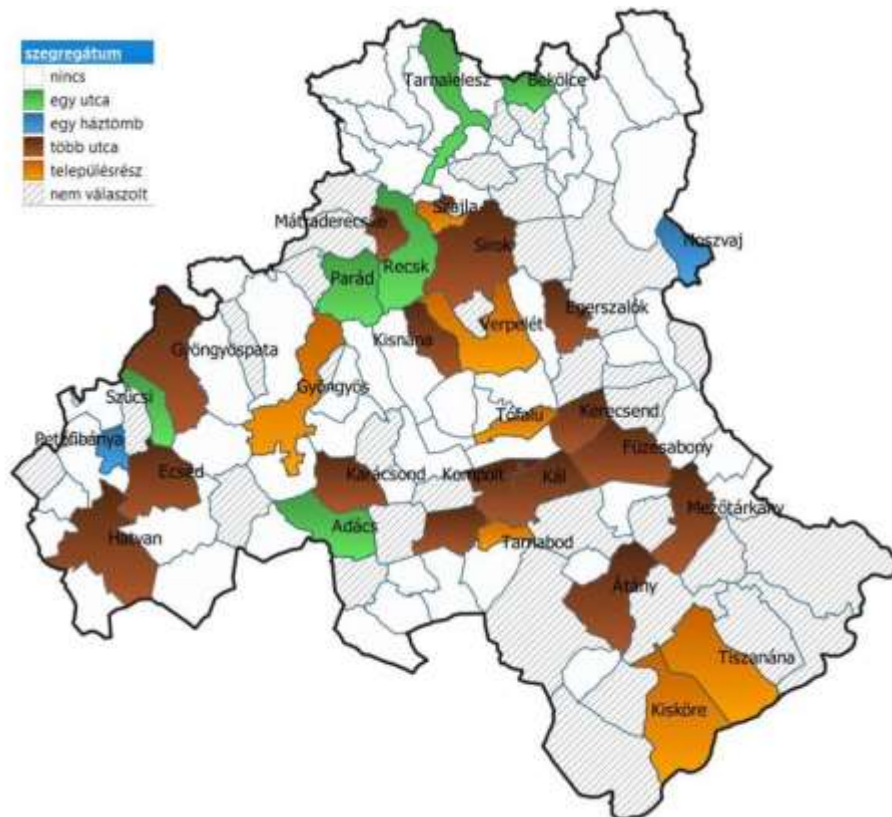 szegregátum
nincs
egy utca
egy háztömb
több utca
településrész
nem válaszolt
Tarnalelesz
Bekölce
Mátraderecske
Szajla
Sirok
Noszvaj
Recsk
Parád
Egerszalók
Verpelét
Kisnána
Gyöngyöspata
Gyöngyös
Szűcsi
Tófalu
Kerecsend
Petőfibánya
Füzesabony
Ecséd
Karácsond
Kompolt
Kál
Mezőtárkány
Hatvan
Adács
Tarnabod
Átány
Tiszanána
Kisköre